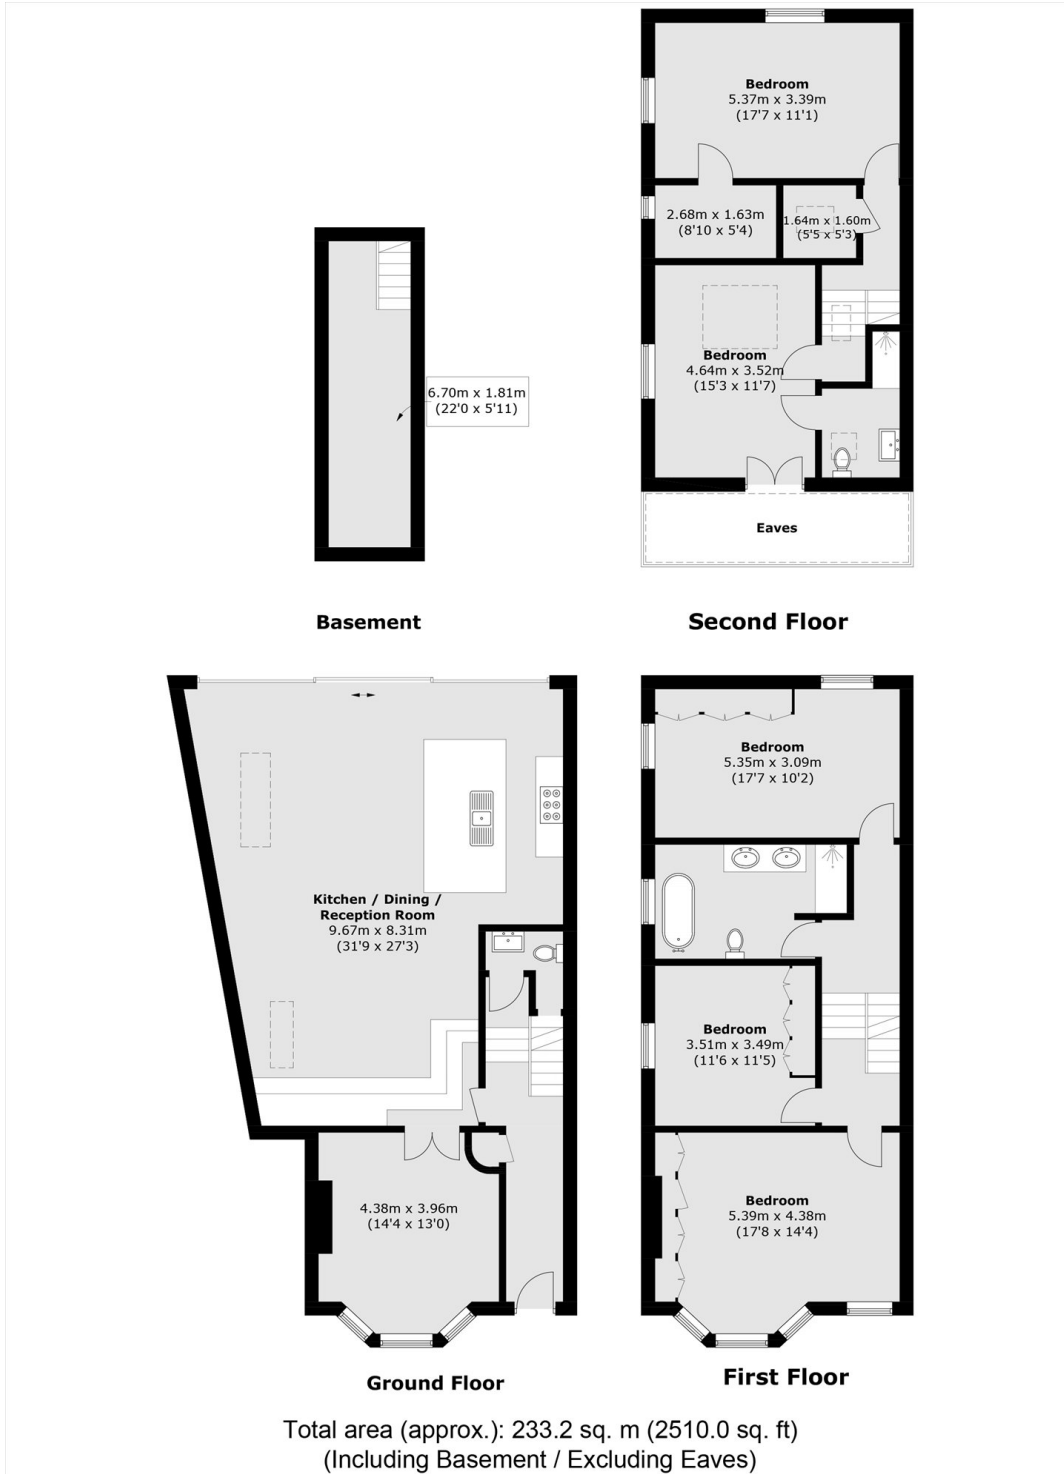 Bedroom
5.37m x 3.39m
(17'7 x 11'1)
2.68m x 1.63m
(8'10 x 5'4)
1.64m x 1.60m
(5'5 x 5'3)
Bedroom
4.64m x 3.52m
(15'3 x 11'7)
Eaves
6.70m x 1.81m
(22'0 x 5'11)
Basement
Second Floor
Kitchen / Dining /
Reception Room
9.67m x 8.31m
(31'9 x 27'3)
4.38m x 3.96m
(14'4 x 13'0)
Ground Floor
Bedroom
5.35m x 3.09m
(17'7 x 10'2)
Bedroom
3.51m x 3.49m
(11'6 x 11'5)
Bedroom
5.39m x 4.38m
(17'8 x 14'4)
First Floor
Total area (approx.): 233.2 sq. m (2510.0 sq. ft)
(Including Basement / Excluding Eaves)